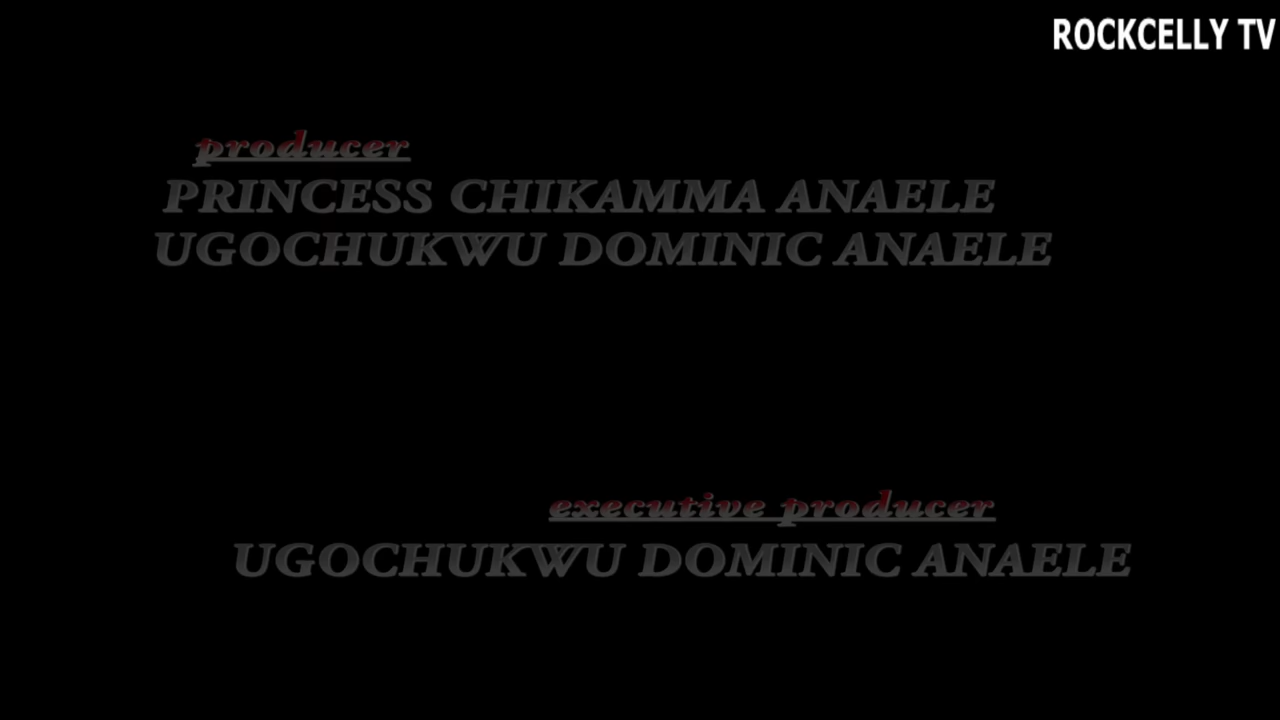 ROCKCELLY TV
producer
PRINCESS CHIKAMMA ANAELE
UGOCHUKWU DOMINIC ANAELE
executive producer
UGOCHUKWU DOMINIC ANAELE